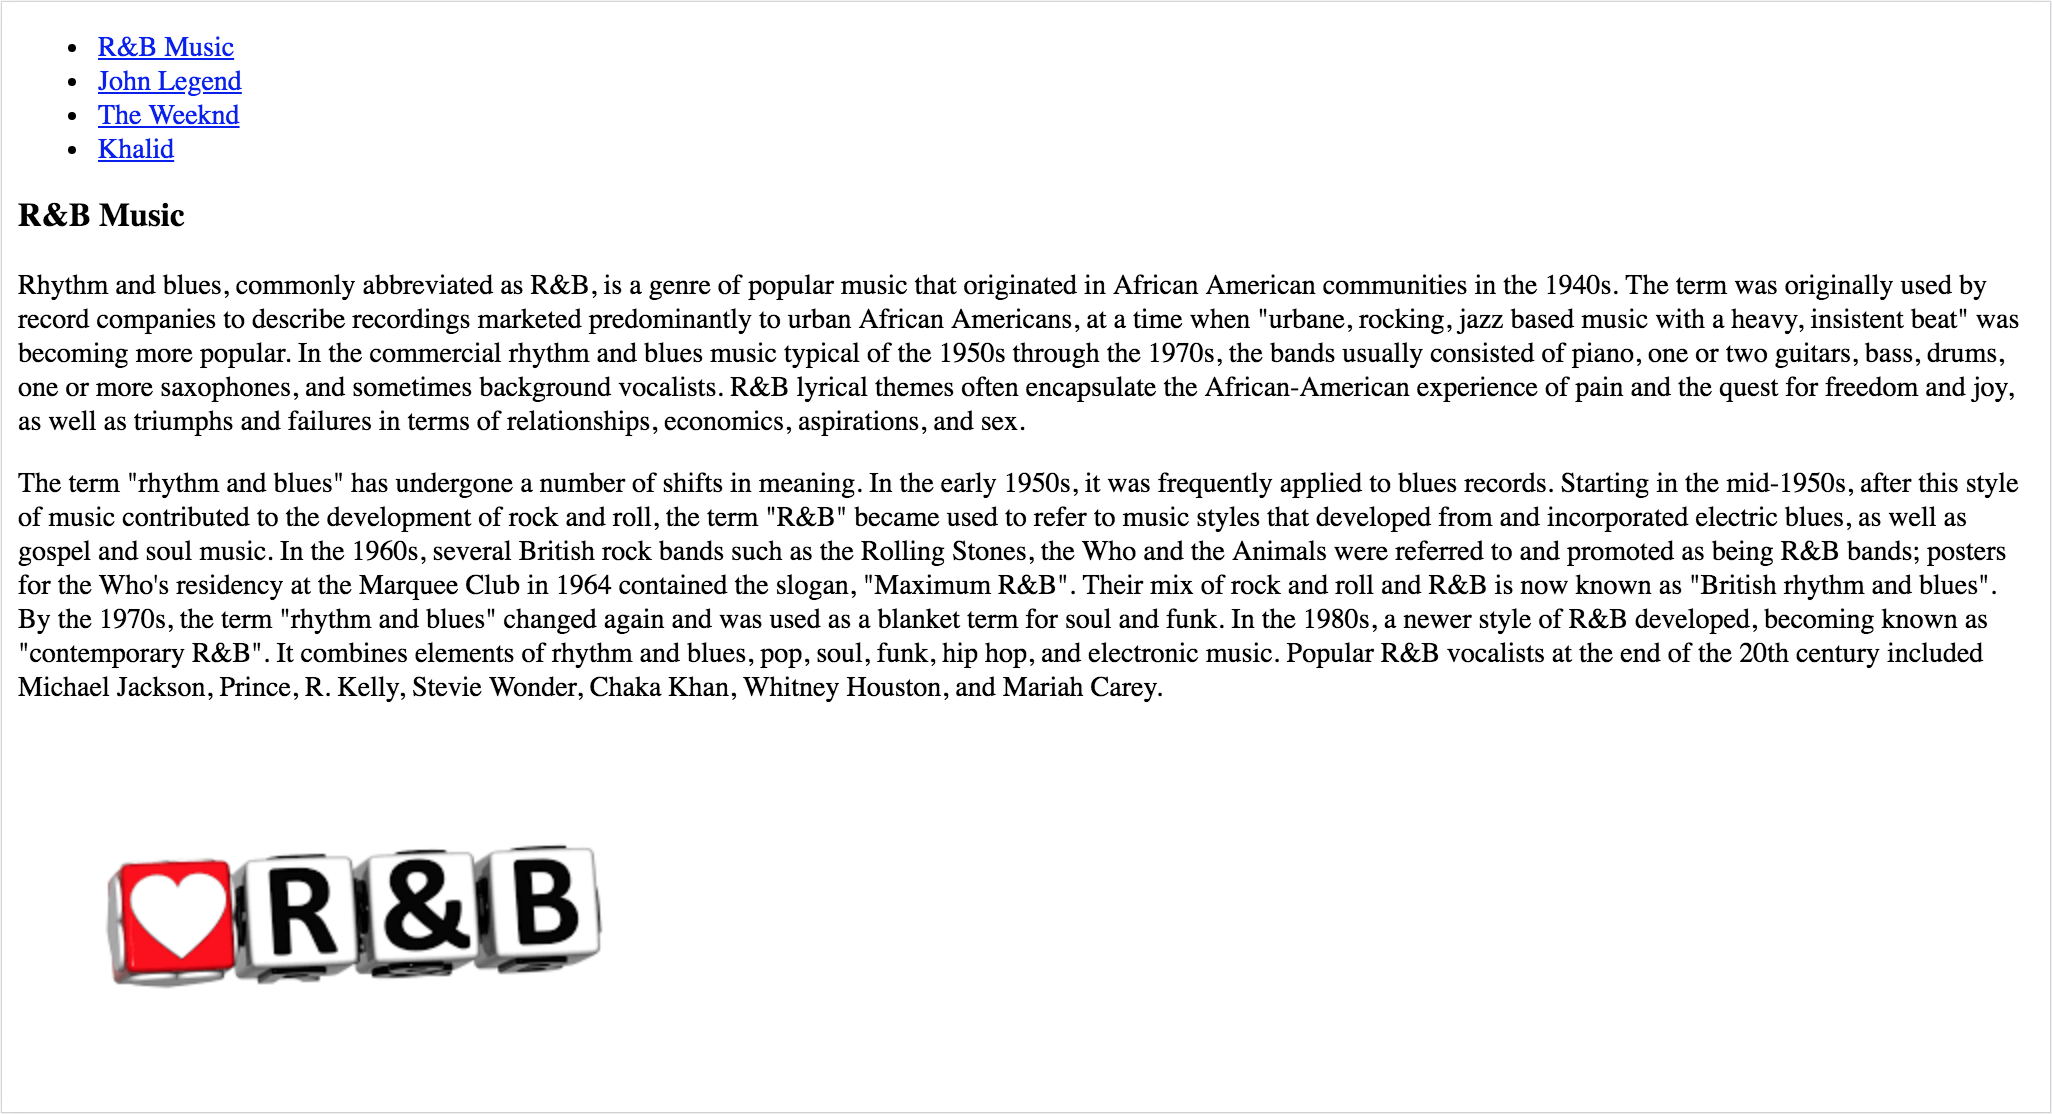 R&B Music
John Legend
The Weeknd
Khalid
R&B Music
Rhythm and blues, commonly abbreviated as R&B, is a genre of popular music that originated in African American communities in the 1940s. The term was originally used by
record companies to describe recordings marketed predominantly to urban African Americans, at a time when "urbane, rocking, jazz based music with a heavy, insistent beat" was
becoming more popular. In the commercial rhythm and blues music typical of the 1950s through the 1970s, the bands usually consisted of piano, one or two guitars, bass, drums,
one or more saxophones, and sometimes background vocalists. R&B lyrical themes often encapsulate the African-American experience of pain and the quest for freedom and joy,
as well as triumphs and failures in terms of relationships, economics, aspirations, and sex.
The term "rhythm and blues" has undergone a number of shifts in meaning. In the early 1950s, it was frequently applied to blues records. Starting in the mid-1950s, after this style
of music contributed to the development of rock and roll, the term "R&B" became used to refer to music styles that developed from and incorporated electric blues, as well as
gospel and soul music. In the 1960s, several British rock bands such as the Rolling Stones, the Who and the Animals were referred to and promoted as being R&B bands; posters
for the Who's residency at the Marquee Club in 1964 contained the slogan, "Maximum R&B". Their mix of rock and roll and R&B is now known as "British rhythm and blues".
By the 1970s, the term "rhythm and blues" changed again and was used as a blanket term for soul and funk. In the 1980s, a newer style of R&B developed, becoming known as
"contemporary R&B". It combines elements of rhythm and blues, pop, soul, funk, hip hop, and electronic music. Popular R&B vocalists at the end of the 20th century included
Michael Jackson, Prince, R. Kelly, Stevie Wonder, Chaka Khan, Whitney Houston, and Mariah Carey.
R&B